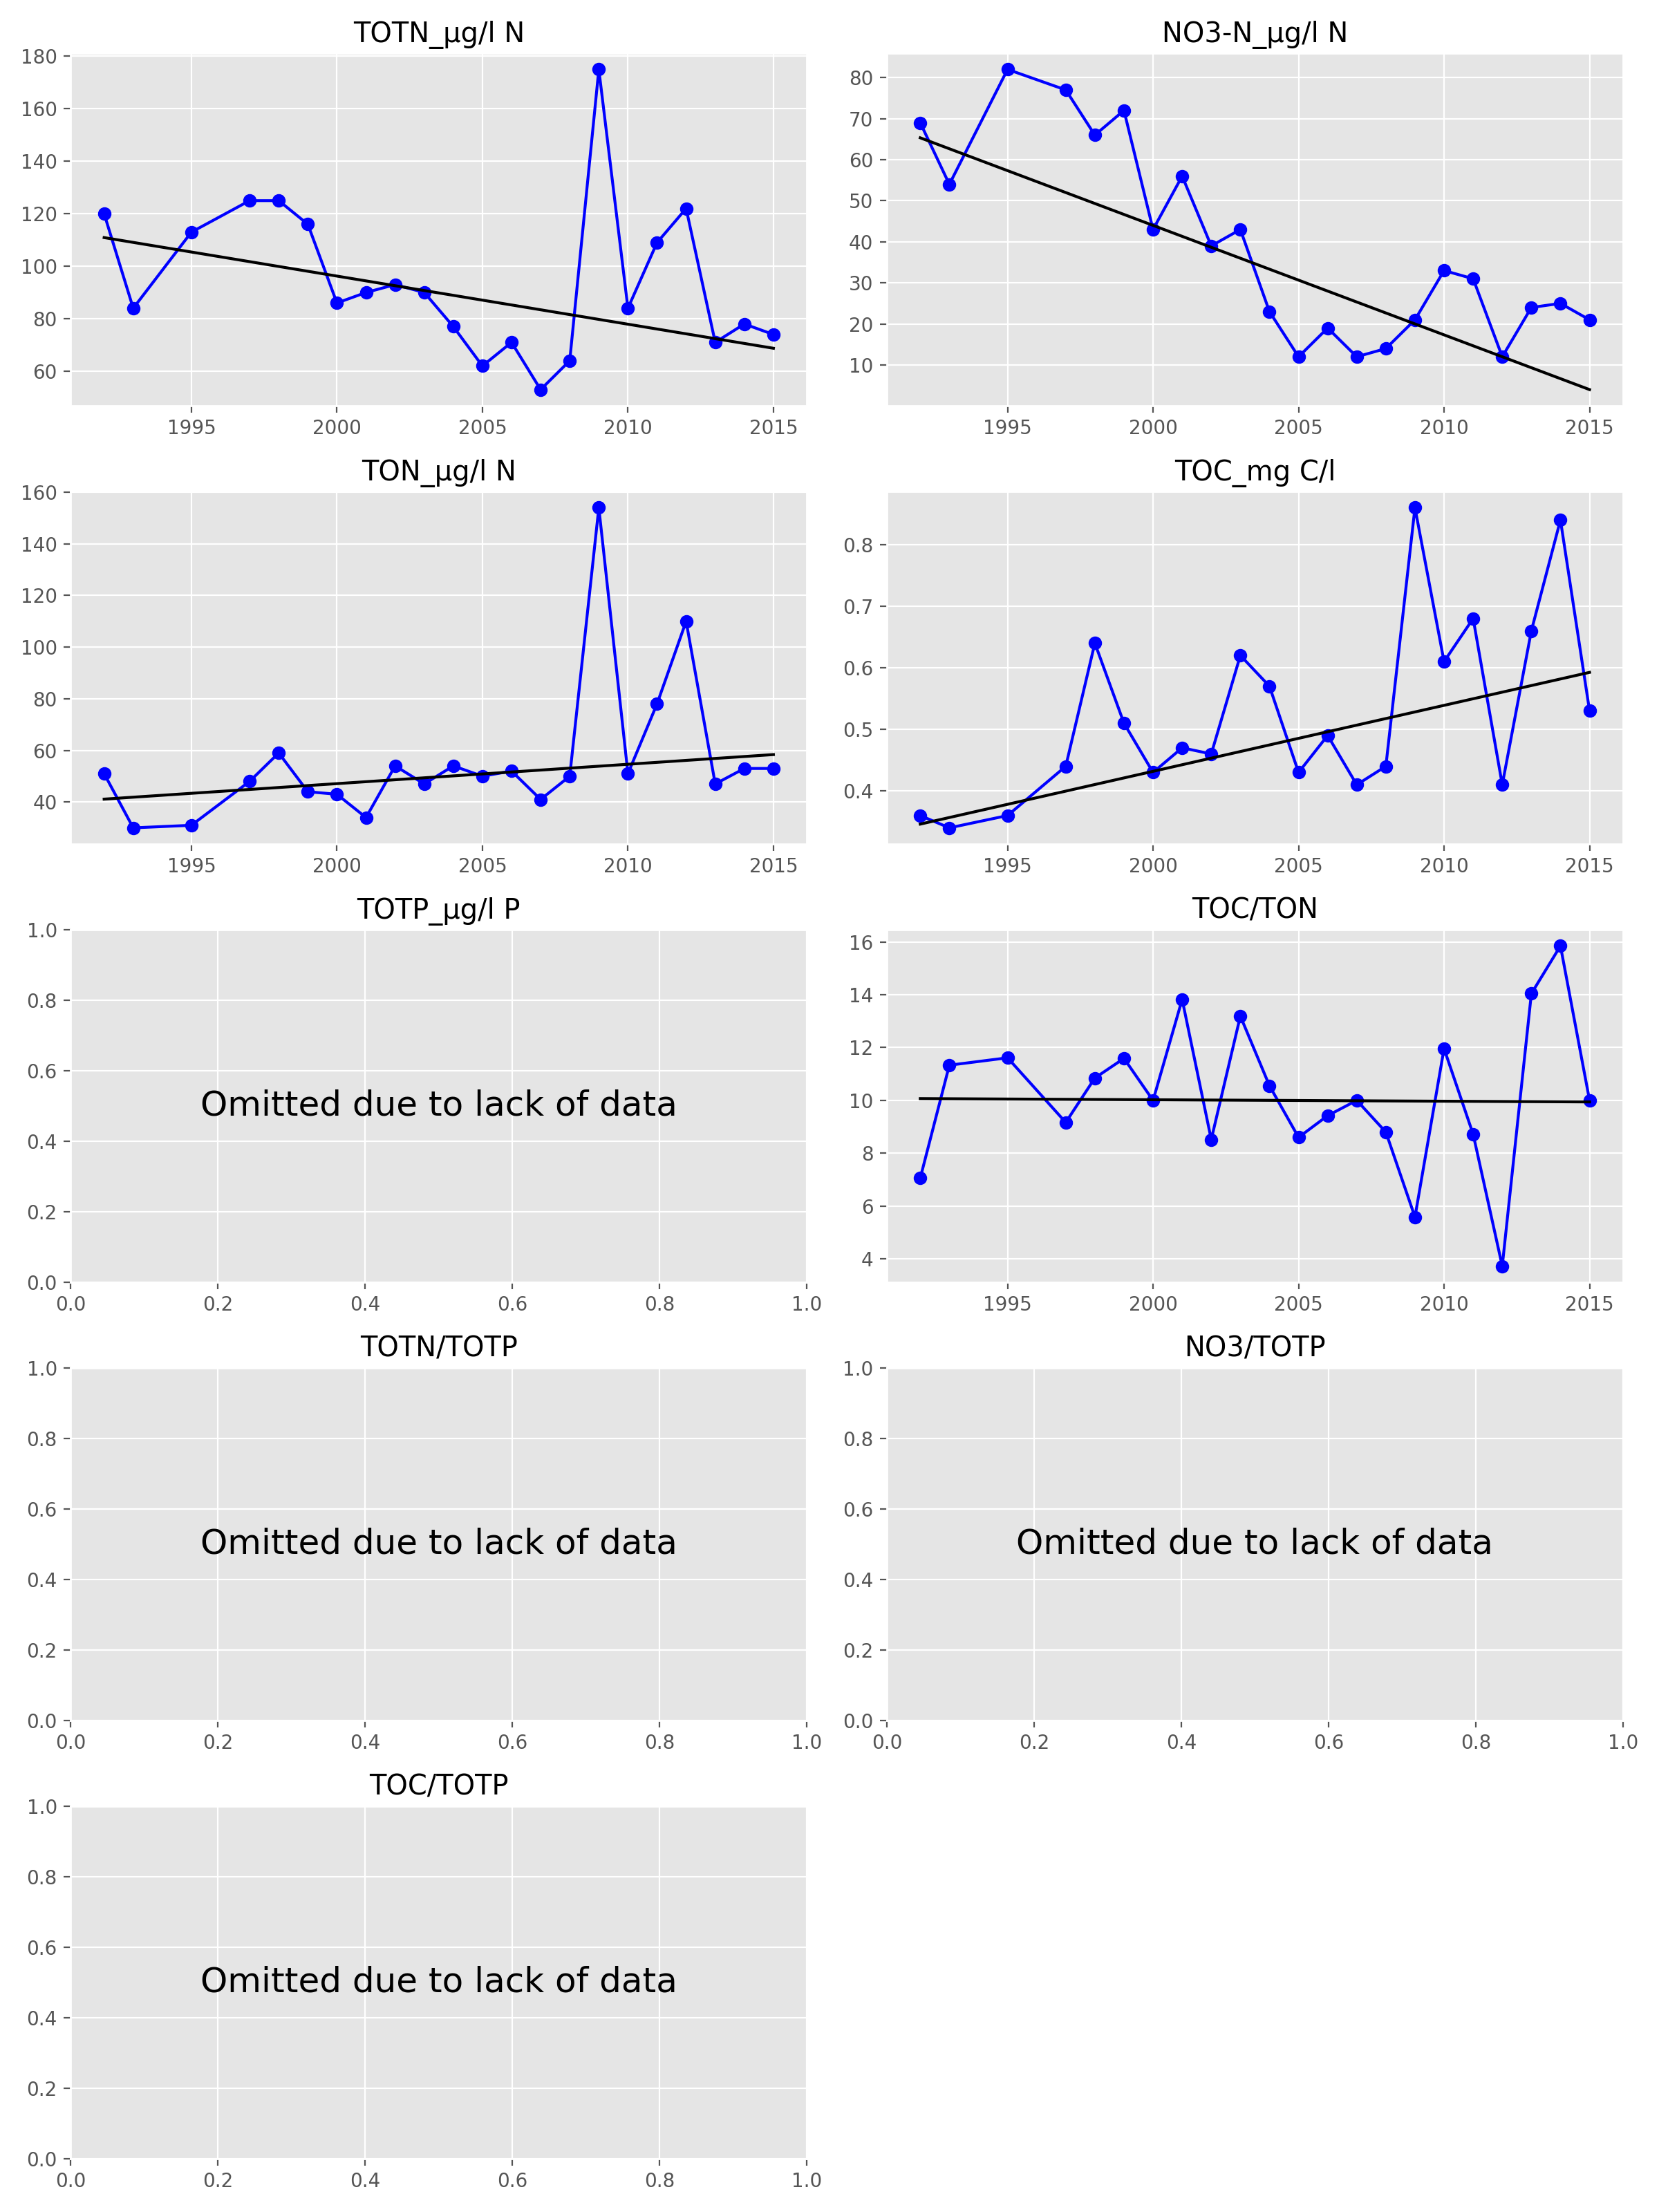 TOTN_µg/l N
180
160
140
120
100
80
60
1995 2000 2005 2010 2015
NO3-N_µg/l N
80
70
60
50
40
30
20
10
1995 2000 2005 2010 2015
TON_µg/l N
160
140
120
100
80
60
40
1995 2000 2005 2010 2015
TOC_mg C/l
0.8
0.7
0.6
0.5
0.4
1995 2000 2005 2010 2015
TOTP_µg/l P
1.0
0.8
0.6
Omitted due to lack of data
0.4
0.2
0.0
0.0 0.2 0.4 0.6 0.8 1.0
TOC/TON
16
14
12
10
8
6
4
1995 2000 2005 2010 2015
TOTN/TOTP
1.0
0.8
0.6
Omitted due to lack of data
0.4
0.2
0.0
0.0 0.2 0.4 0.6 0.8 1.0
NO3/TOTP
1.0
0.8
0.6
Omitted due to lack of data
0.4
0.2
0.0
0.0 0.2 0.4 0.6 0.8 1.0
TOC/TOTP
1.0
0.8
0.6
Omitted due to lack of data
0.4
0.2
0.0
0.0 0.2 0.4 0.6 0.8 1.0